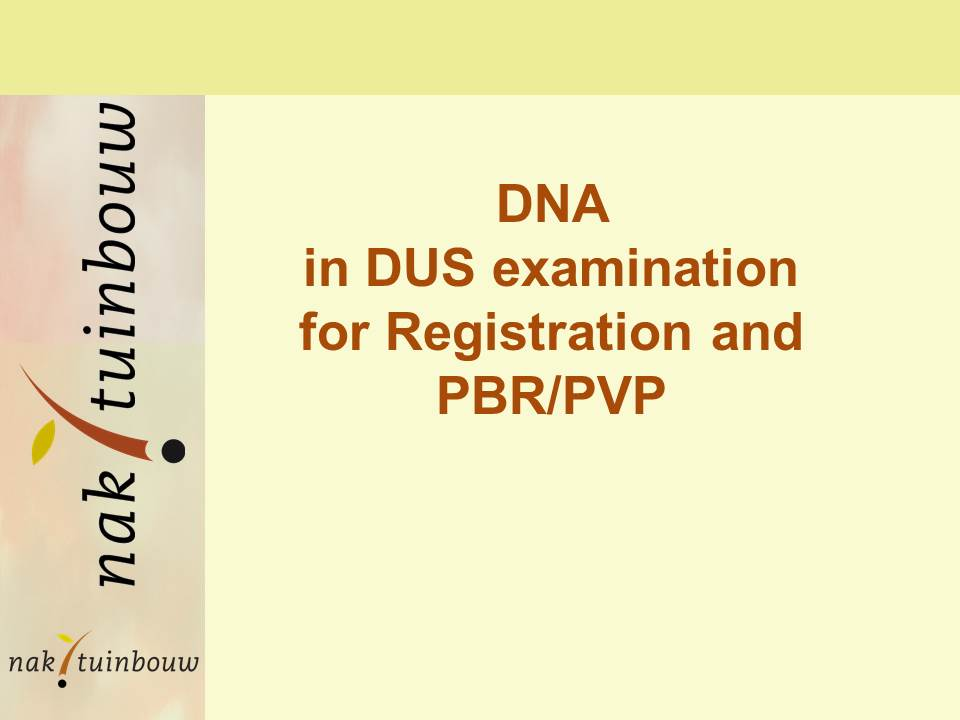 nak tuinbouw
DNA
in DUS examination
for Registration and
PBR/PVP
nak tuinbouw